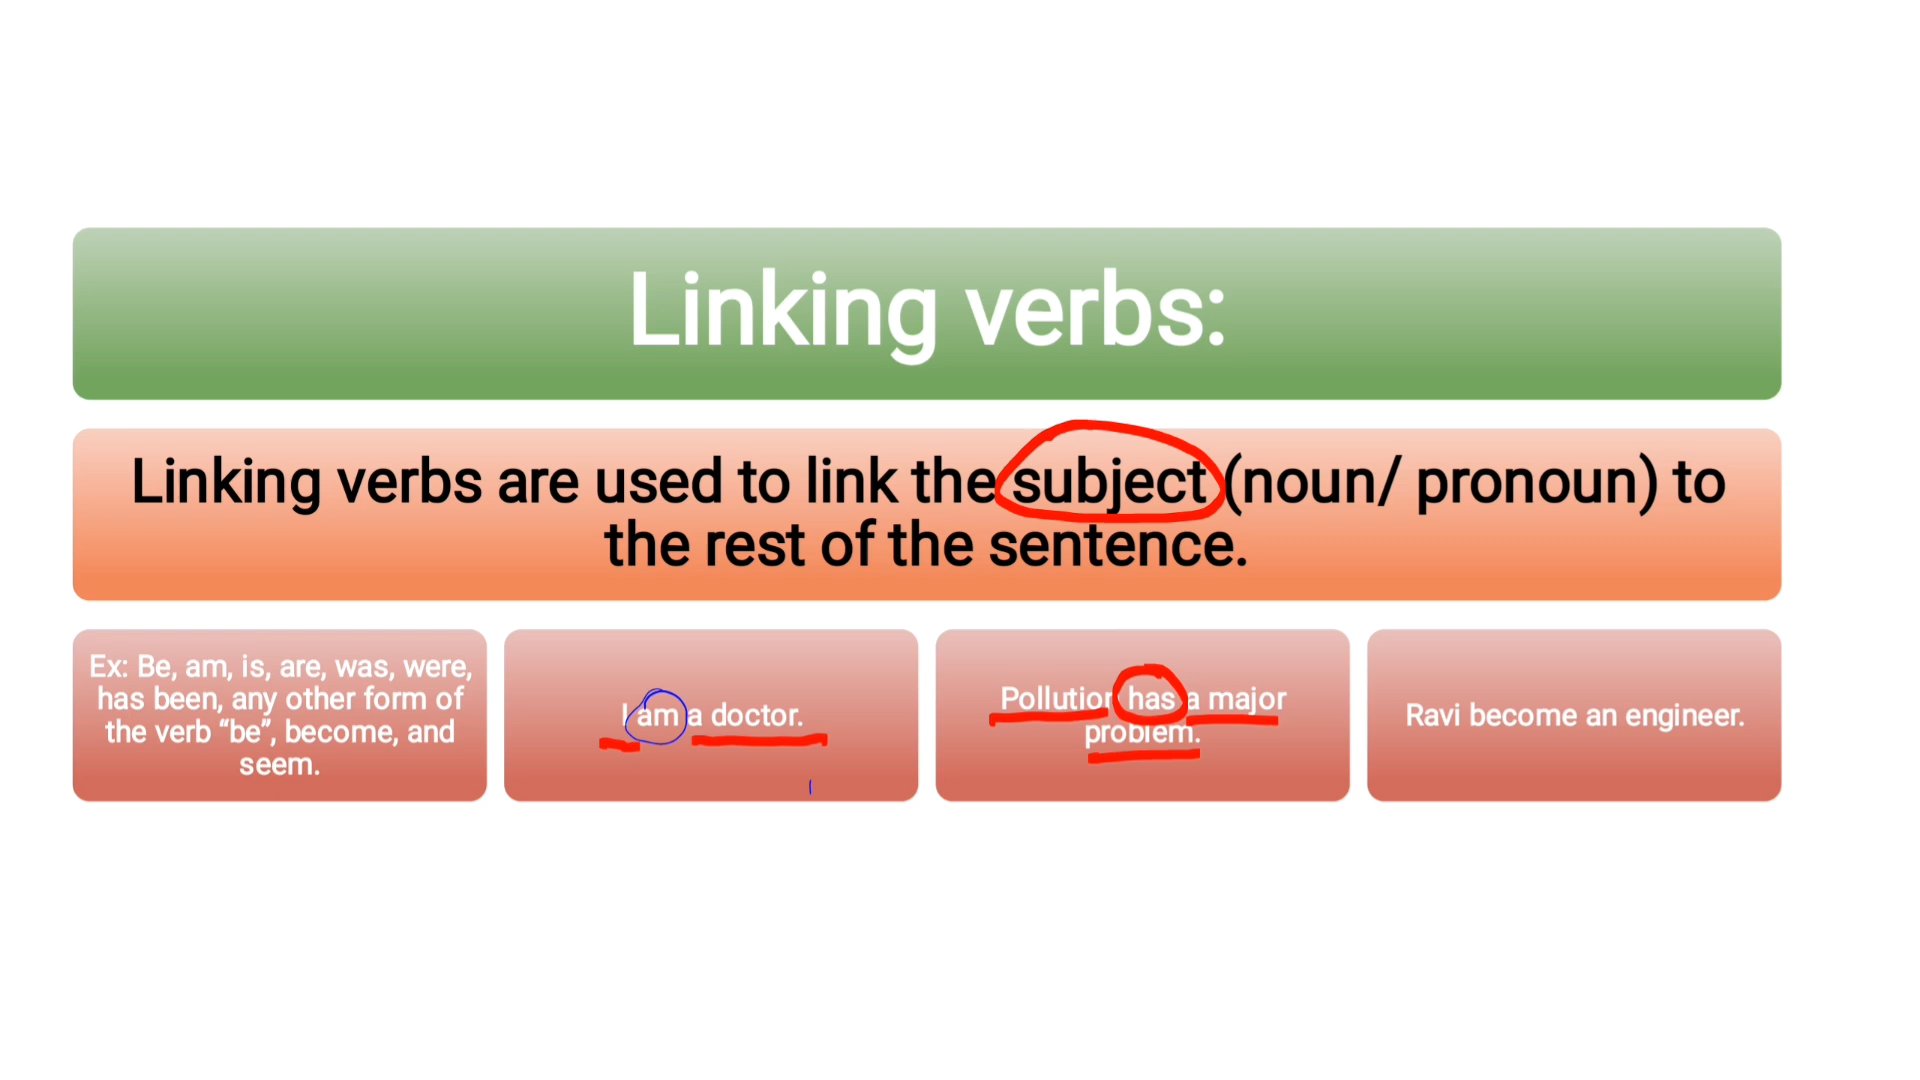 Linking verbs:
Linking verbs are used to link the subject (noun/ pronoun) to
the rest of the sentence.
Ex: Be, am, is, are, was, were,
has been, any other form of
the verb “be”, become, and
seem.
I am a doctor.
Pollution has a major
problem.
Ravi become an engineer.